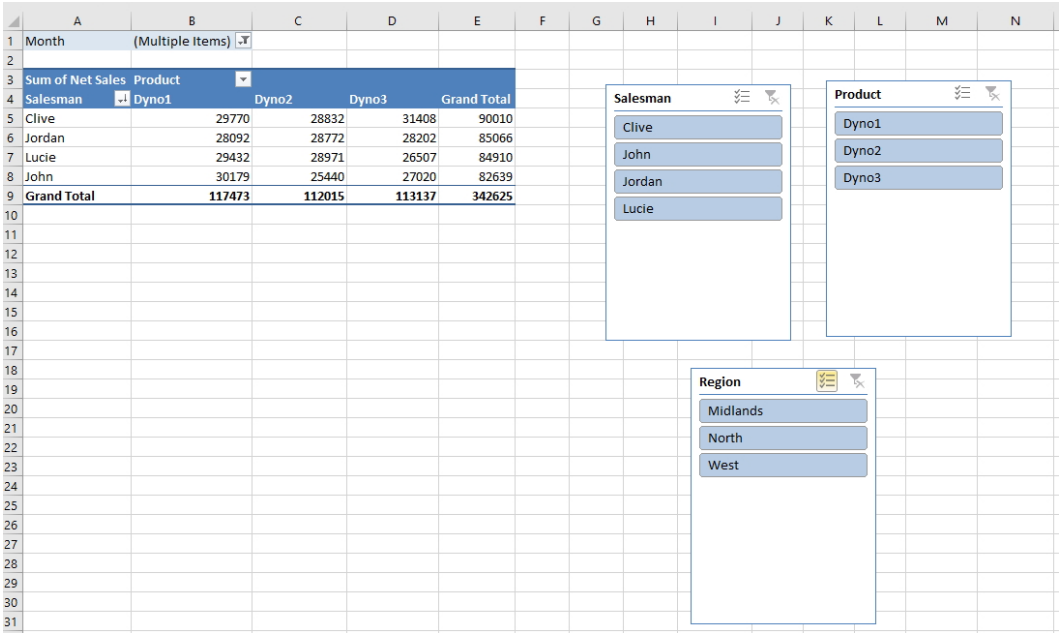 A B C D E F G H I J K L M N
1 Month (Multiple Items)
2
3 Sum of Net Sales Product
4 Salesman Dyno1 Dyno2 Dyno3 Grand Total
5 Clive 29770 28832 31408 90010
6 Jordan 28092 28772 28202 85066
7 Lucie 29432 28971 26507 84910
8 John 30179 25440 27020 82639
9 Grand Total 117473 112015 113137 342625
10
11
12
13
14
15
16
17
18
19
20
21
22
23
24
25
26
27
28
29
30
31
Salesman
Clive
John
Jordan
Lucie
Product
Dyno1
Dyno2
Dyno3
Region
Midlands
North
West